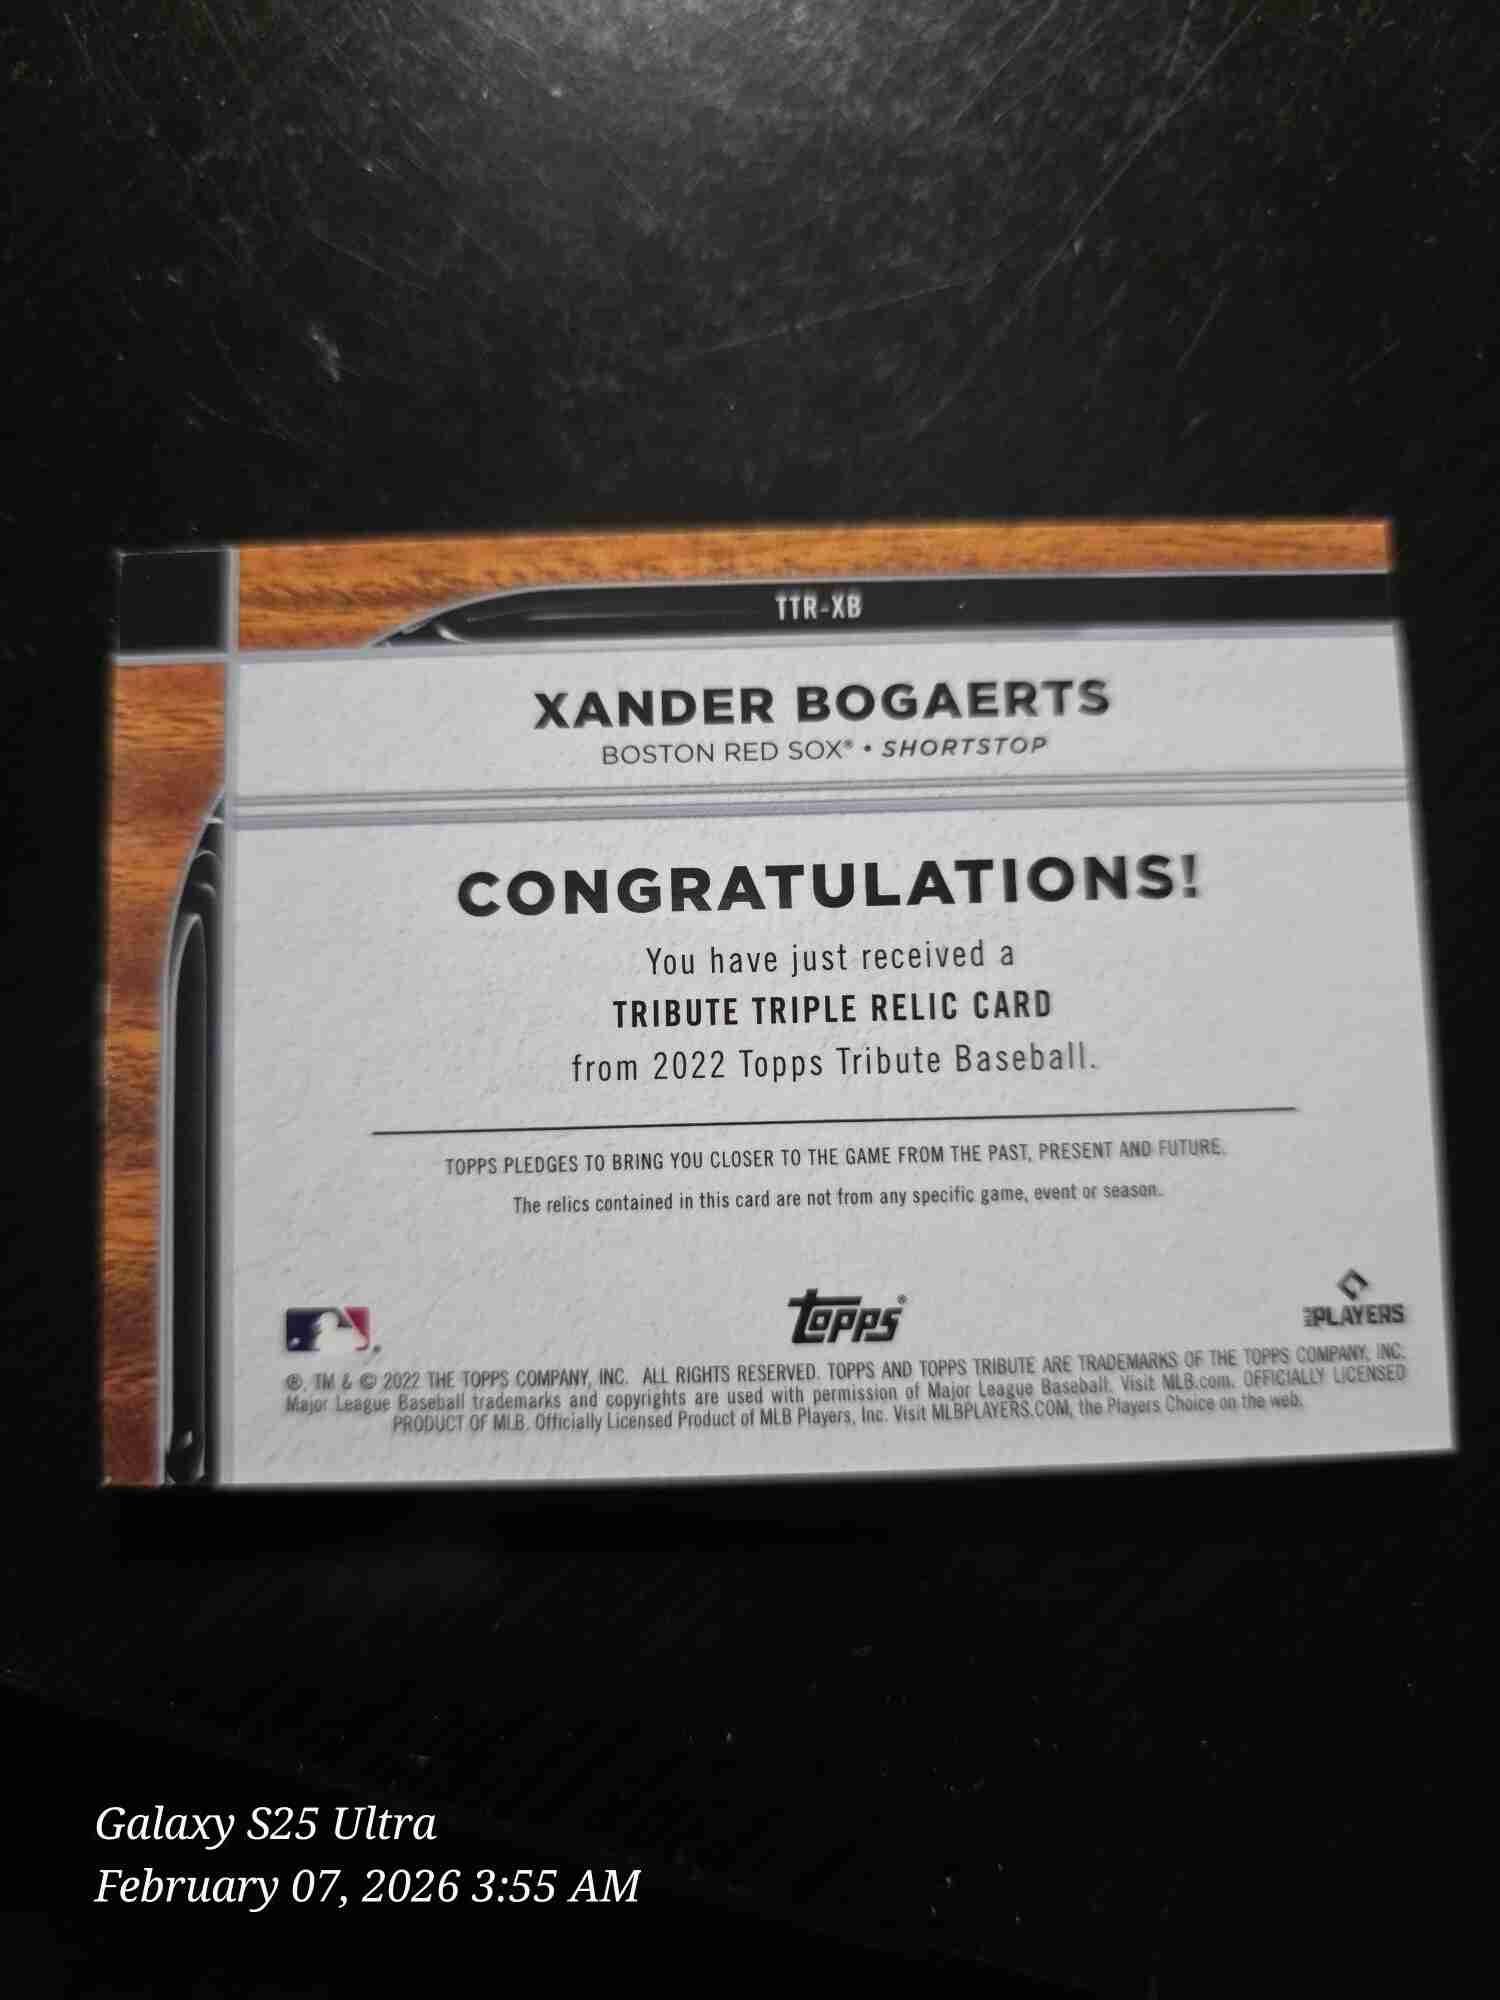 TTR-XB
XANDER BOGAERTS
BOSTON RED SOX® • SHORTSTOP
CONGRATULATIONS!
You have just received a
TRIBUTE TRIPLE RELIC CARD
from 2022 Topps Tribute Baseball.
TOPPS PLEDGES TO BRING YOU CLOSER TO THE GAME FROM THE PAST, PRESENT AND FUTURE.
The relics contained in this card are not from any specific game, event or season.
topps®
PLAYERS
®, TM & © 2022 THE TOPPS COMPANY, INC. ALL RIGHTS RESERVED. TOPPS AND TOPPS TRIBUTE ARE TRADEMARKS OF THE TOPPS COMPANY, INC.
Major League Baseball trademarks and copyrights are used with permission of Major League Baseball. Visit MLB.com. OFFICIALLY LICENSED
PRODUCT OF MLB. Officially Licensed Product of MLB Players, Inc. Visit MLBPLAYERS.COM, the Players Choice on the web.
Galaxy S25 Ultra
February 07, 2026 3:55 AM